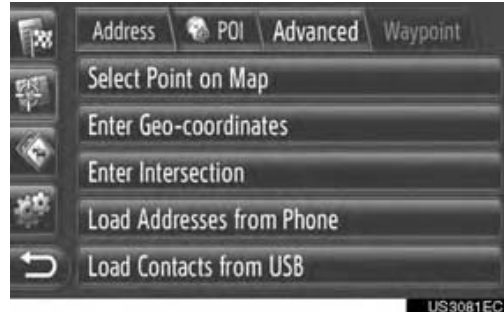 Address POI Advanced Waypoint
Select Point on Map
Enter Geo-coordinates
Enter Intersection
Load Addresses from Phone
Load Contacts from USB
US3081EC